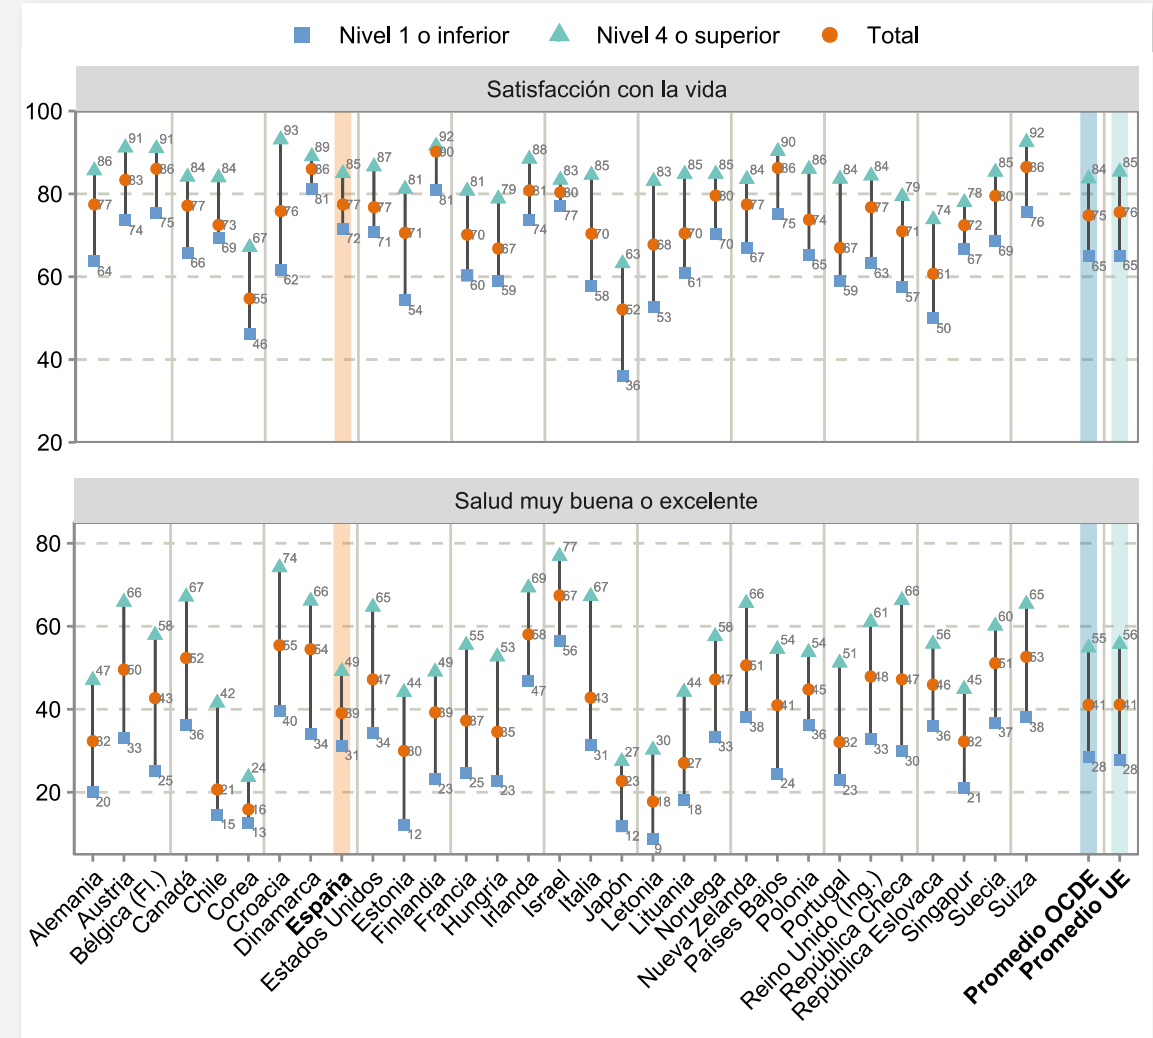 Nivel 1 o inferior Nivel 4 o superior Total
Satisfacción con la vida
100
80
60
40
20
86 77 64
91 83 74
91 86 75
84 77 66
84 73 69
67 55 46
93 76 62
89 86 81
85 77 72
87 77 71
81 71 54
92 90 81
81 70 60
79 67 59
88 81 74
83 80 77
85 70 58
63 52 36
83 68 53
85 70 61
85 80 70
84 77 67
90 86 75
86 74 65
84 67 59
84 77 63
79 71 57
74 61 50
78 72 67
85 80 69
92 86 76
84 75 65
85 76 65
Salud muy buena o excelente
80
60
40
20
47 32 20
66 50 33
58 43 25
67 52 36
42 21 15
24 16 13
74 55 40
66 54 34
49 39 31
65 47 34
44 30 12
49 39 23
55 37 25
53 35 23
69 58 47
77 67 56
67 43 31
27 23 12
30 18 9
44 27 18
58 47 33
66 51 38
54 41 24
54 45 36
51 32 23
61 48 33
66 47 30
56 46 36
45 32 21
60 51 37
65 53 38
55 41 28
56 41 28
Alemania
Austria
Bélgica (Fl.)
Canadá
Chile
Corea
Croacia
Dinamarca
España
Estados Unidos
Estonia
Finlandia
Francia
Hungría
Irlanda
Israel
Italia
Japón
Letonia
Lituania
Noruega
Nueva Zelanda
Países Bajos
Polonia
Portugal
Reino Unido (Ing.)
República Checa
República Eslovaca
Singapur
Suecia
Suiza
Promedio OCDE
Promedio UE